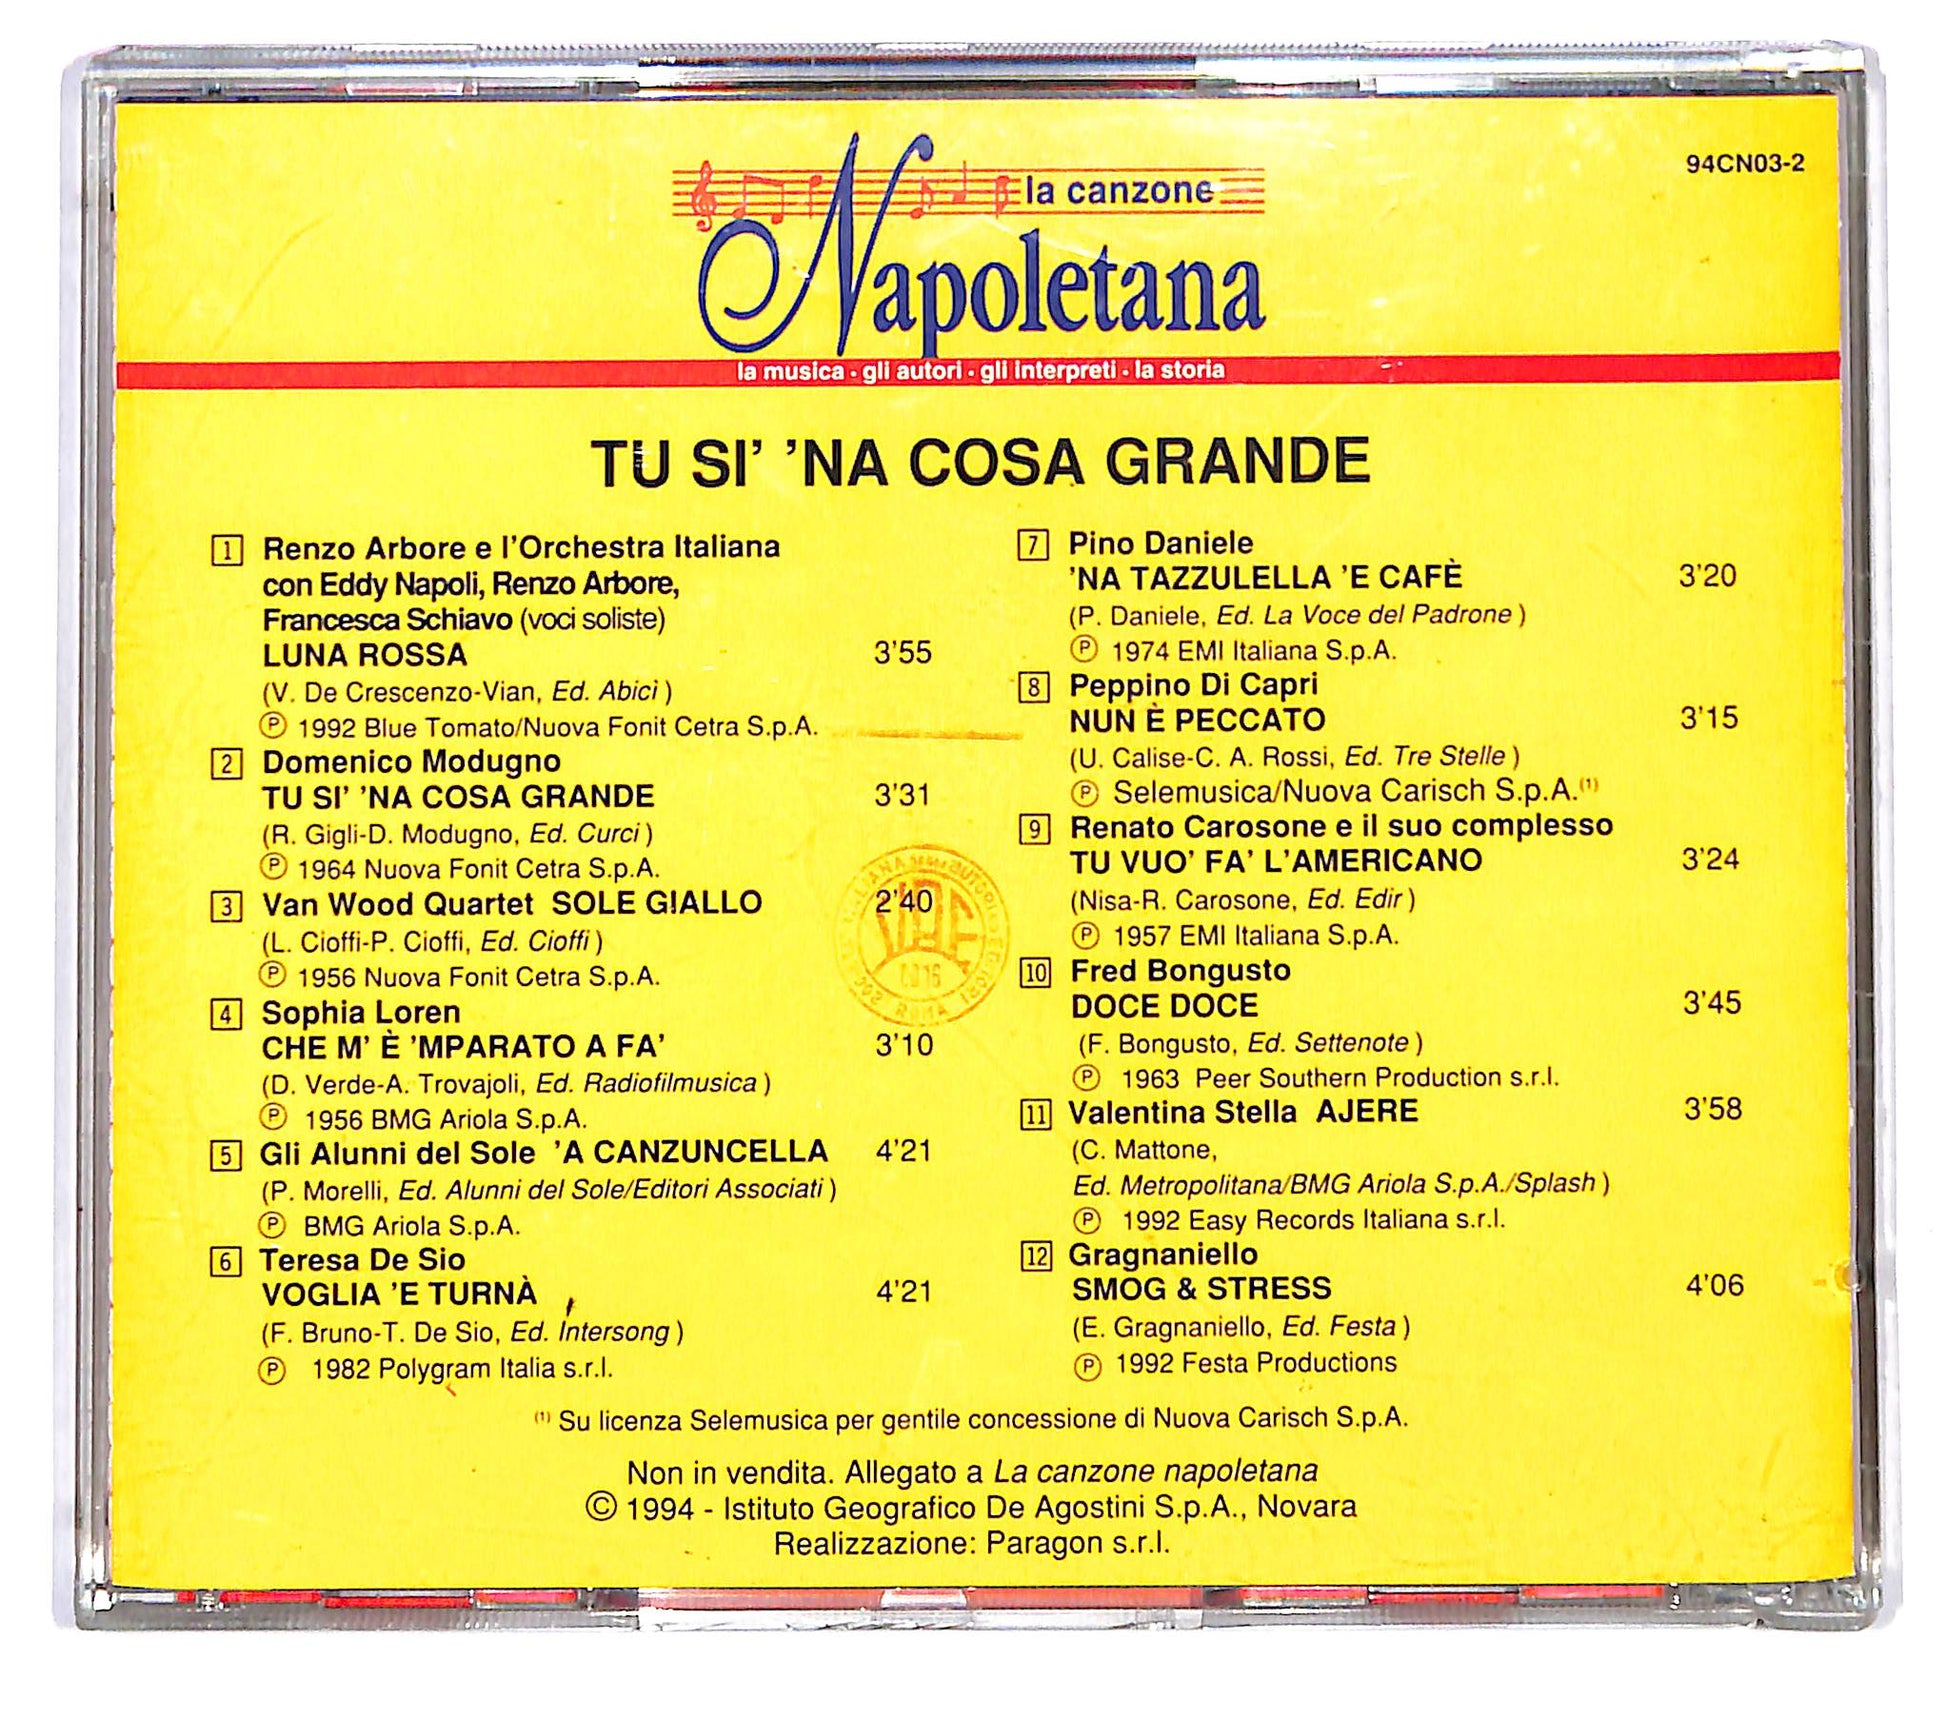 94CN03-2
la canzone
Napoletana
la musica · gli autori · gli interpreti · la storia
TU SI' 'NA COSA GRANDE
1 Renzo Arbore e l'Orchestra Italiana
con Eddy Napoli, Renzo Arbore,
Francesca Schiavo (voci soliste)
LUNA ROSSA 3'55
(V. De Crescenzo-Vian, Ed. Abici)
℗ 1992 Blue Tomato/Nuova Fonit Cetra S.p.A.
2 Domenico Modugno
TU SI' 'NA COSA GRANDE 3'31
(R. Gigli-D. Modugno, Ed. Curci)
℗ 1964 Nuova Fonit Cetra S.p.A.
3 Van Wood Quartet SOLE GIALLO 2'40
(L. Cioffi-P. Cioffi, Ed. Cioffi)
℗ 1956 Nuova Fonit Cetra S.p.A.
4 Sophia Loren
CHE M' È 'MPARATO A FA' 3'10
(D. Verde-A. Trovajoli, Ed. Radiofilmusica)
℗ 1956 BMG Ariola S.p.A.
5 Gli Alunni del Sole 'A CANZUNCELLA 4'21
(P. Morelli, Ed. Alunni del Sole/Editori Associati)
℗ BMG Ariola S.p.A.
6 Teresa De Sio
VOGLIA 'E TURNÀ 4'21
(F. Bruno-T. De Sio, Ed. Intersong)
℗ 1982 Polygram Italia s.r.l.
7 Pino Daniele
'NA TAZZULELLA 'E CAFÈ 3'20
(P. Daniele, Ed. La Voce del Padrone)
℗ 1974 EMI Italiana S.p.A.
8 Peppino Di Capri
NUN È PECCATO 3'15
(U. Calise-C. A. Rossi, Ed. Tre Stelle)
℗ Selemusica/Nuova Carisch S.p.A.(1)
9 Renato Carosone e il suo complesso
TU VUO' FA' L'AMERICANO 3'24
(Nisa-R. Carosone, Ed. Edir)
℗ 1957 EMI Italiana S.p.A.
10 Fred Bongusto
DOCE DOCE 3'45
(F. Bongusto, Ed. Settenote)
℗ 1963 Peer Southern Production s.r.l.
11 Valentina Stella AJERE 3'58
(C. Mattone,
Ed. Metropolitana/BMG Ariola S.p.A./Splash)
℗ 1992 Easy Records Italiana s.r.l.
12 Gragnaniello
SMOG & STRESS 4'06
(E. Gragnaniello, Ed. Festa)
℗ 1992 Festa Productions
(1) Su licenza Selemusica per gentile concessione di Nuova Carisch S.p.A.
Non in vendita. Allegato a La canzone napoletana
© 1994 - Istituto Geografico De Agostini S.p.A., Novara
Realizzazione: Paragon s.r.l.